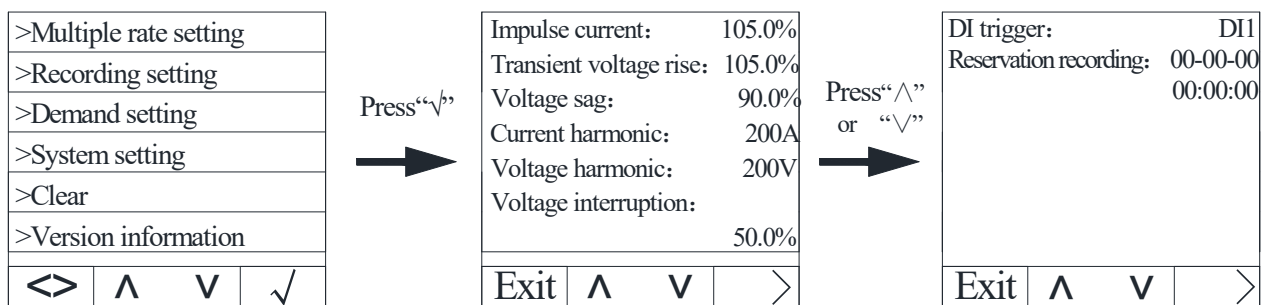 >Multiple rate setting
>Recording setting
>Demand setting
>System setting
>Clear
>Version information
<> ∧ ∨ √
Press“√”
Impulse current： 105.0%
Transient voltage rise： 105.0%
Voltage sag： 90.0%
Current harmonic： 200A
Voltage harmonic： 200V
Voltage interruption：
50.0%
Exit ∧ ∨ >
Press“∧”
or “∨”
DI trigger： DI1
Reservation recording： 00-00-00
00:00:00
Exit ∧ ∨ >